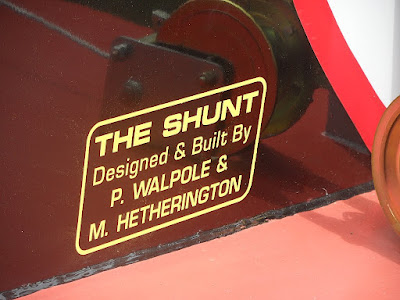 THE SHUNT
Designed & Built By
P. WALPOLE &
M. HETHERINGTON